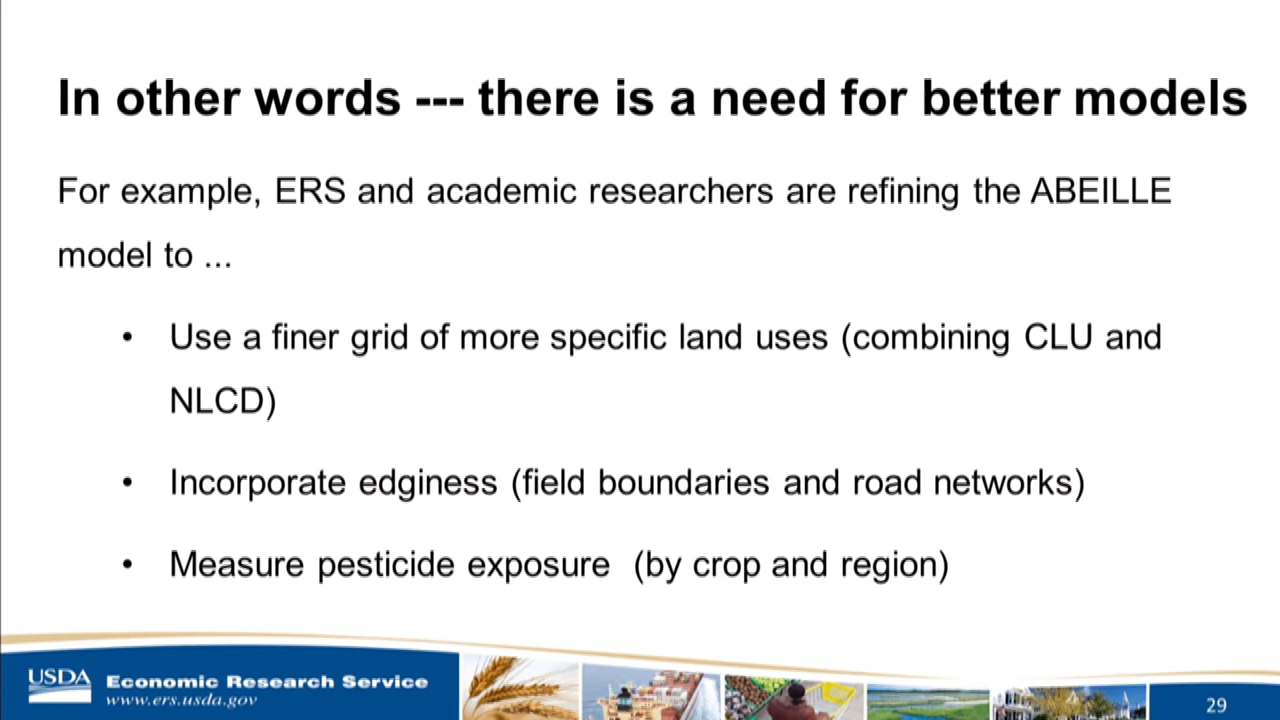 In other words --- there is a need for better models
For example, ERS and academic researchers are refining the ABEILLE
model to ...
• Use a finer grid of more specific land uses (combining CLU and
NLCD)
• Incorporate edginess (field boundaries and road networks)
• Measure pesticide exposure (by crop and region)
USDA Economic Research Service
www.ers.usda.gov
29